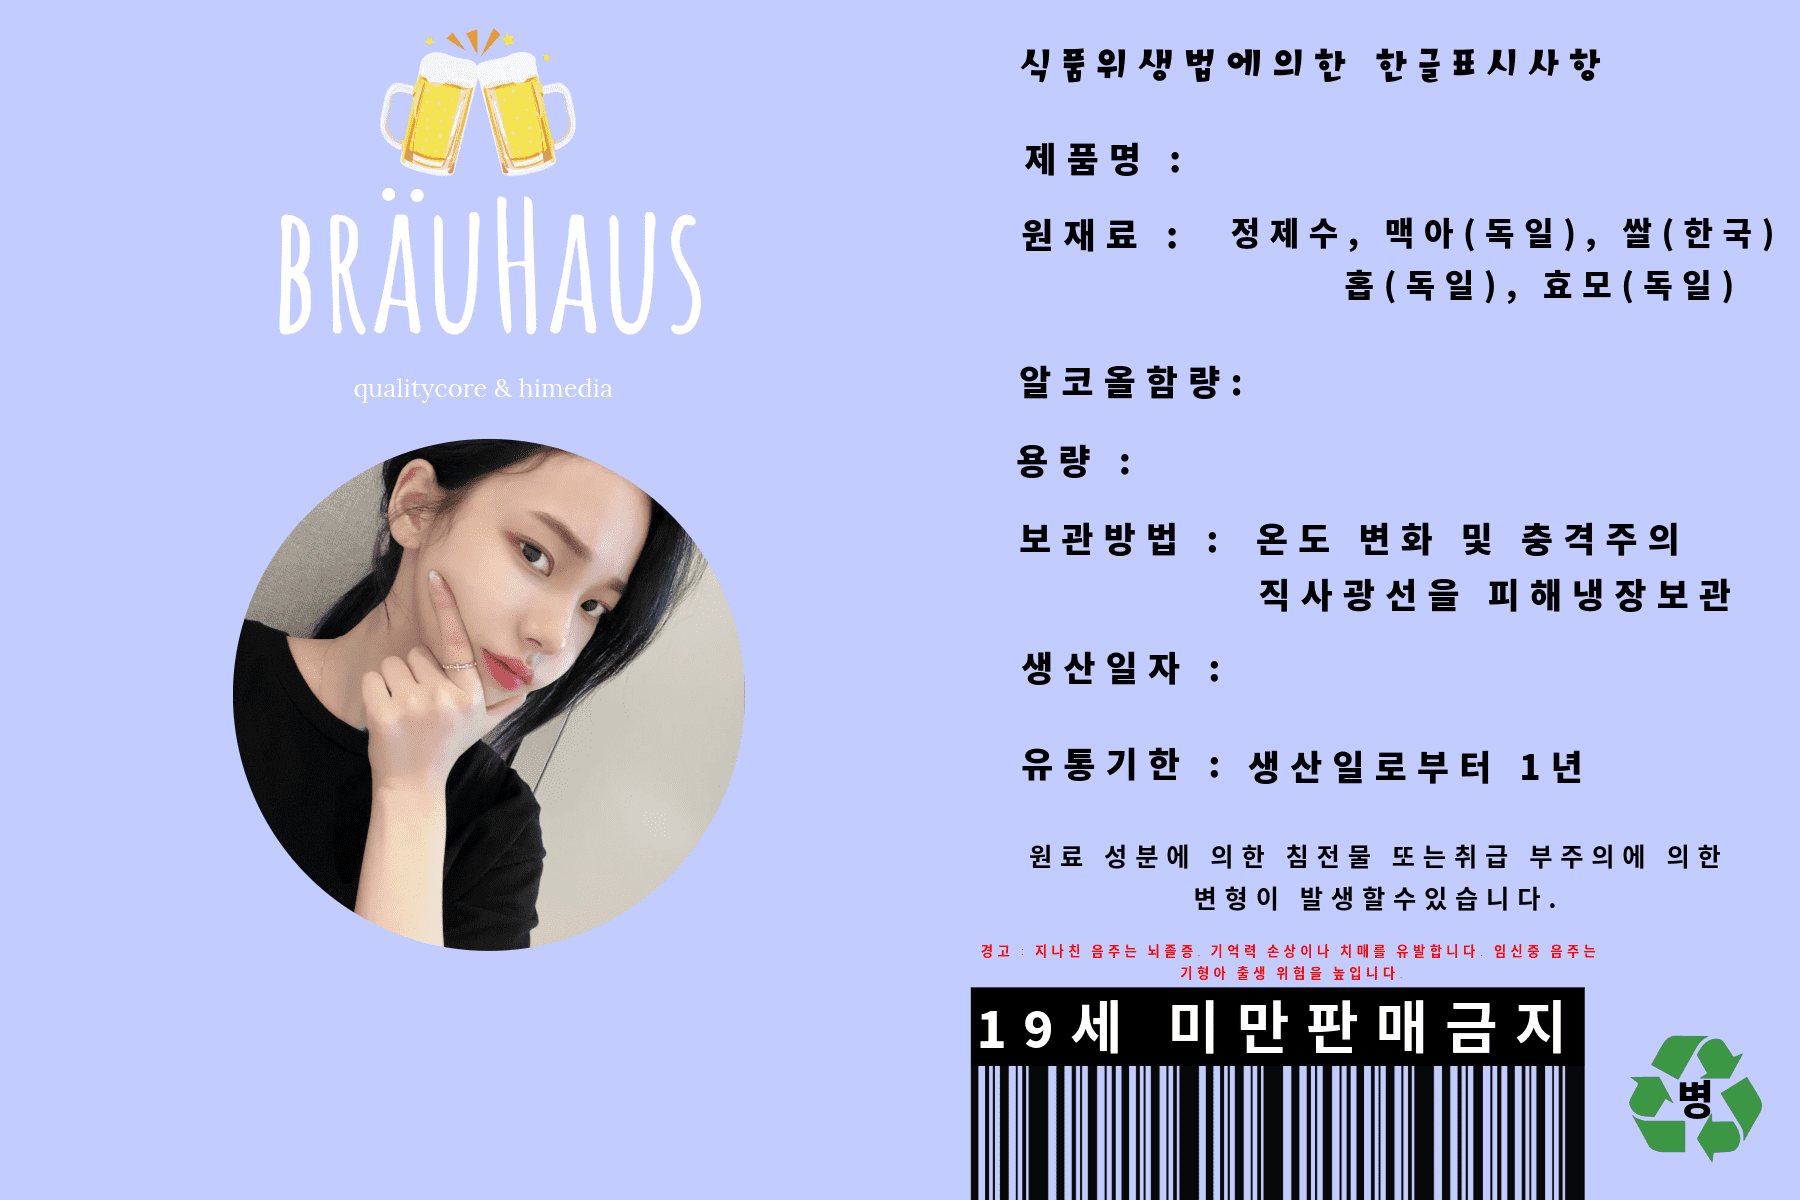 BRÄUHAUS
qualitycore & himedia
식품위생법에의한 한글표시사항
제품명 :
원재료 : 정제수, 맥아(독일), 쌀(한국)
홉(독일), 효모(독일)
알코올함량:
용량 :
보관방법 : 온도 변화 및 충격주의
직사광선을 피해냉장보관
생산일자 :
유통기한 : 생산일로부터 1년
원료 성분에 의한 침전물 또는취급 부주의에 의한
변형이 발생할수있습니다.
경고 : 지나친 음주는 뇌졸증, 기억력 손상이나 치매를 유발합니다. 임신중 음주는
기형아 출생 위험을 높입니다.
19세 미만판매금지
병